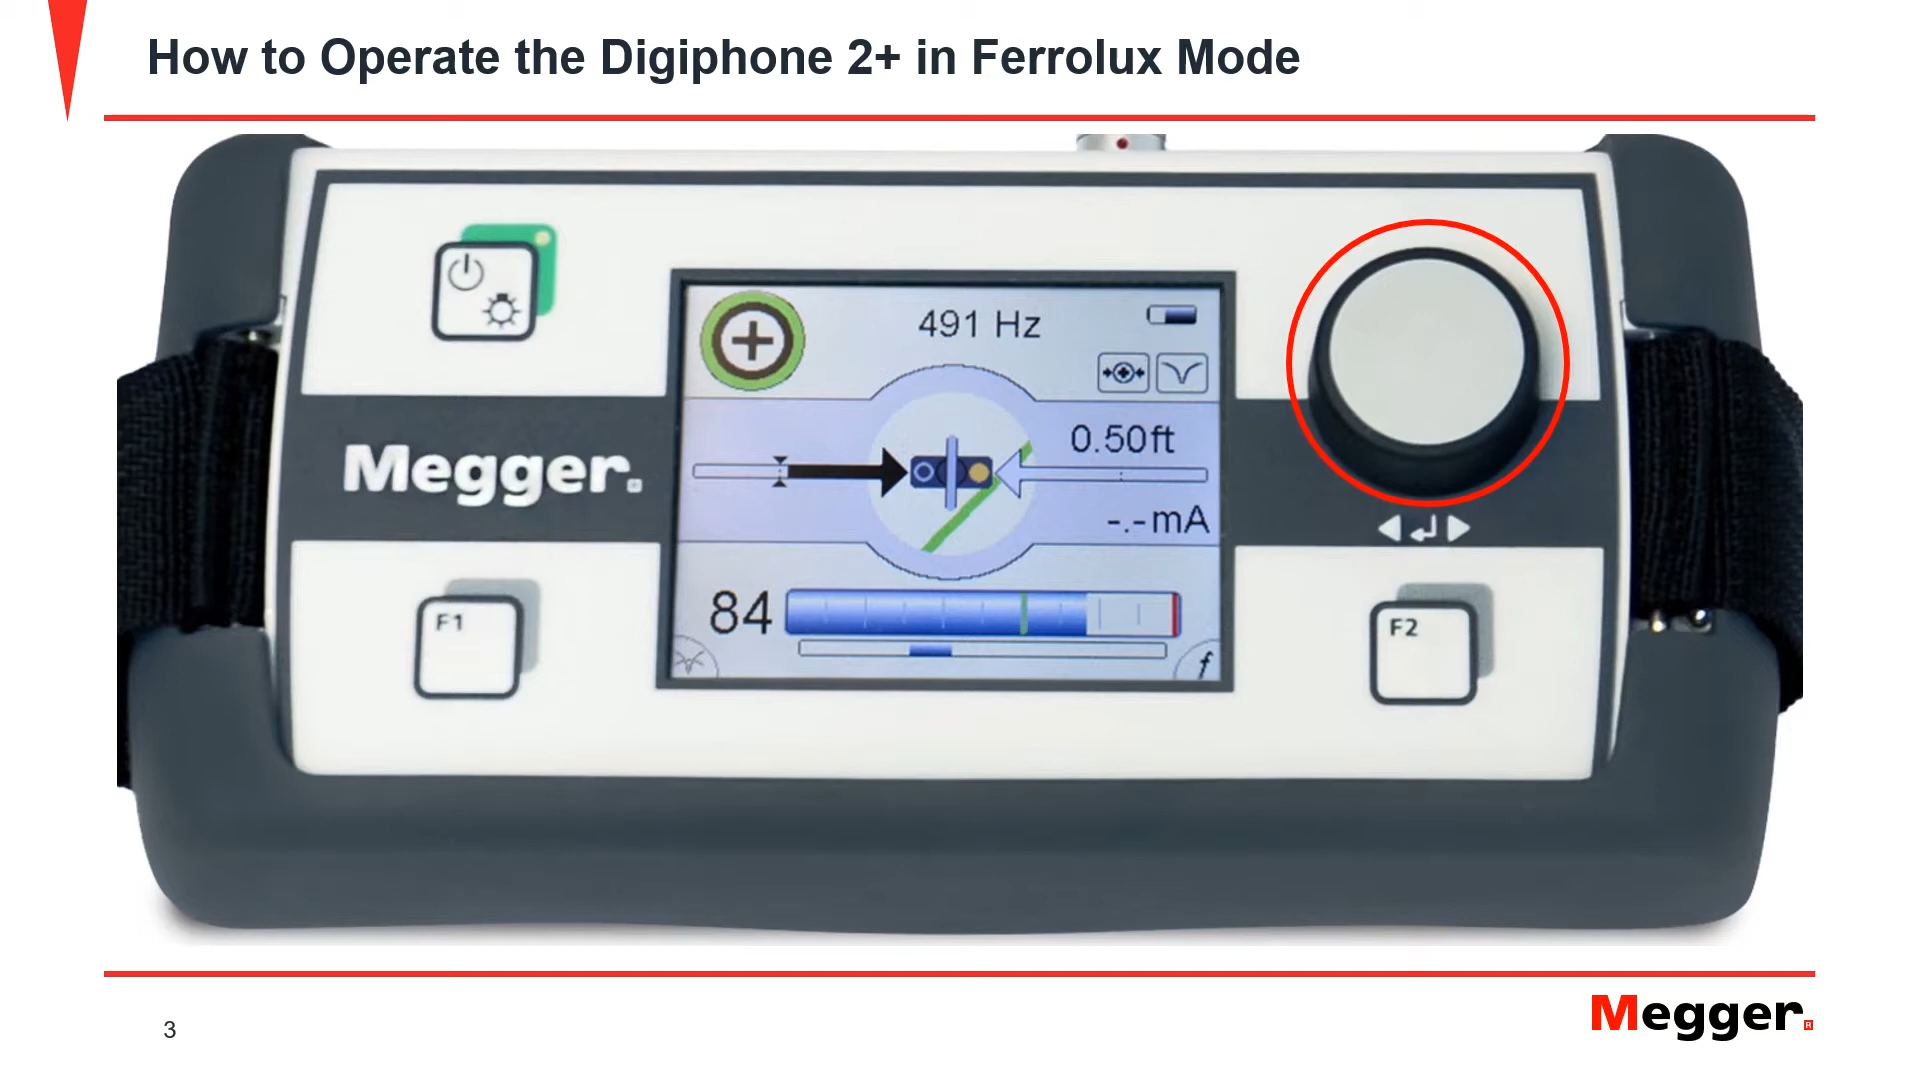 How to Operate the Digiphone 2+ in Ferrolux Mode
491 Hz
0.50ft
Megger.
-.-mA
84
F1
F2
f
3
Megger.